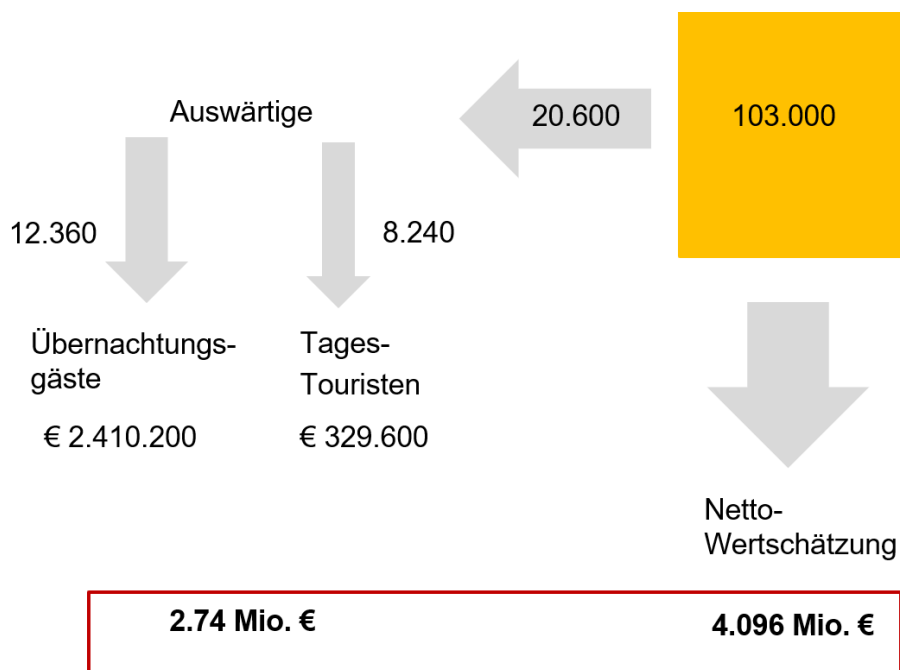 Auswärtige
20.600
103.000
12.360
8.240
Übernachtungs-
gäste
€ 2.410.200
Tages-
Touristen
€ 329.600
Netto-
Wertschätzung
2.74 Mio. €
4.096 Mio. €